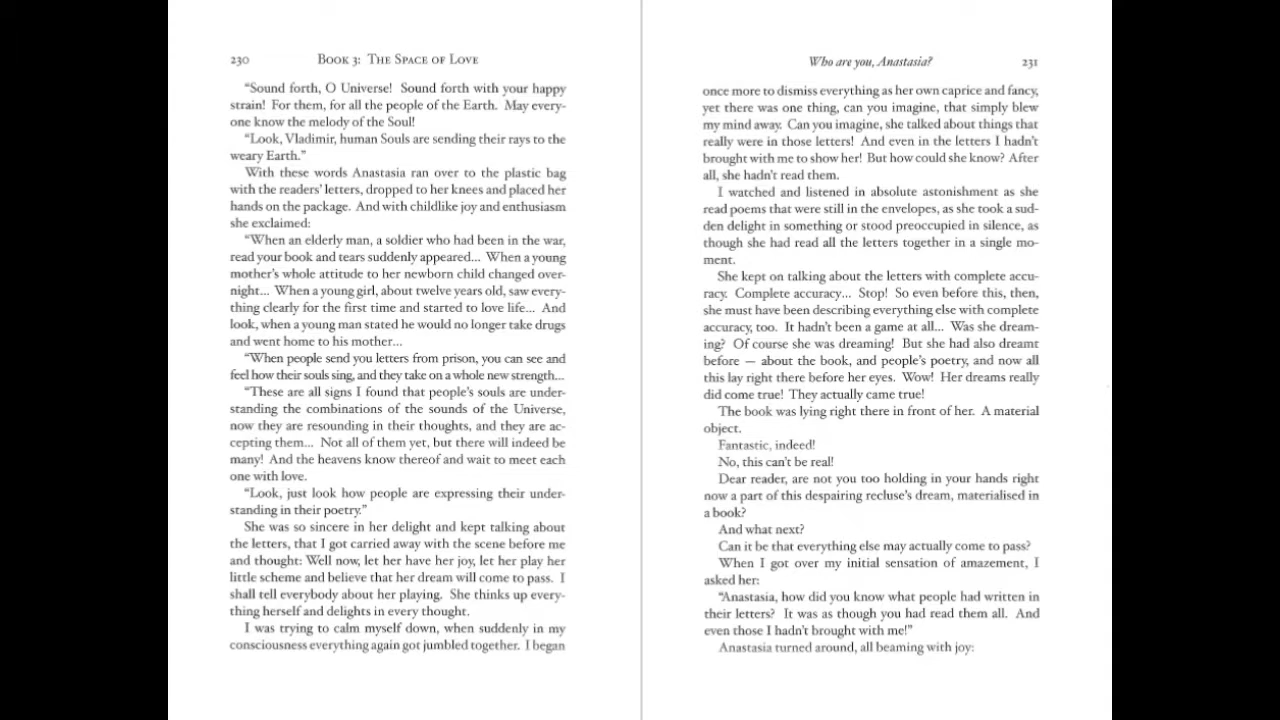 230 Book 3: The Space of Love
“Sound forth, O Universe! Sound forth with your happy
strain! For them, for all the people of the Earth. May every-
one know the melody of the Soul!
“Look, Vladimir, human Souls are sending their rays to the
weary Earth.”
With these words Anastasia ran over to the plastic bag
with the readers’ letters, dropped to her knees and placed her
hands on the package. And with childlike joy and enthusiasm
she exclaimed:
“When an elderly man, a soldier who had been in the war,
read your book and tears suddenly appeared... When a young
mother’s whole attitude to her newborn child changed over-
night... When a young girl, about twelve years old, saw every-
thing clearly for the first time and started to love life... And
look, when a young man stated he would no longer take drugs
and went home to his mother...
“When people send you letters from prison, you can see and
feel how their souls sing, and they take on a whole new strength...
“These are all signs I found that people’s souls are under-
standing the combinations of the sounds of the Universe,
now they are resounding in their thoughts, and they are ac-
cepting them... Not all of them yet, but there will indeed be
many! And the heavens know thereof and wait to meet each
one with love.
“Look, just look how people are expressing their under-
standing in their poetry.”
She was so sincere in her delight and kept talking about
the letters, that I got carried away with the scene before me
and thought: Well now, let her have her joy, let her play her
little scheme and believe that her dream will come to pass. I
shall tell everybody about her playing. She thinks up every-
thing herself and delights in every thought.
I was trying to calm myself down, when suddenly in my
consciousness everything again got jumbled together. I began
Who are you, Anastasia? 231
once more to dismiss everything as her own caprice and fancy,
yet there was one thing, can you imagine, that simply blew
my mind away. Can you imagine, she talked about things that
really were in those letters! And even in the letters I hadn’t
brought with me to show her! But how could she know? After
all, she hadn’t read them.
I watched and listened in absolute astonishment as she
read poems that were still in the envelopes, as she took a sud-
den delight in something or stood preoccupied in silence, as
though she had read all the letters together in a single mo-
ment.
She kept on talking about the letters with complete accu-
racy. Complete accuracy... Stop! So even before this, then,
she must have been describing everything else with complete
accuracy, too. It hadn’t been a game at all... Was she dream-
ing? Of course she was dreaming! But she had also dreamt
before — about the book, and people’s poetry, and now all
this lay right there before her eyes. Wow! Her dreams really
did come true! They actually came true!
The book was lying right there in front of her. A material
object.
Fantastic, indeed!
No, this can’t be real!
Dear reader, are not you too holding in your hands right
now a part of this despairing recluse’s dream, materialised in
a book?
And what next?
Can it be that everything else may actually come to pass?
When I got over my initial sensation of amazement, I
asked her:
“Anastasia, how did you know what people had written in
their letters? It was as though you had read them all. And
even those I hadn’t brought with me!”
Anastasia turned around, all beaming with joy: